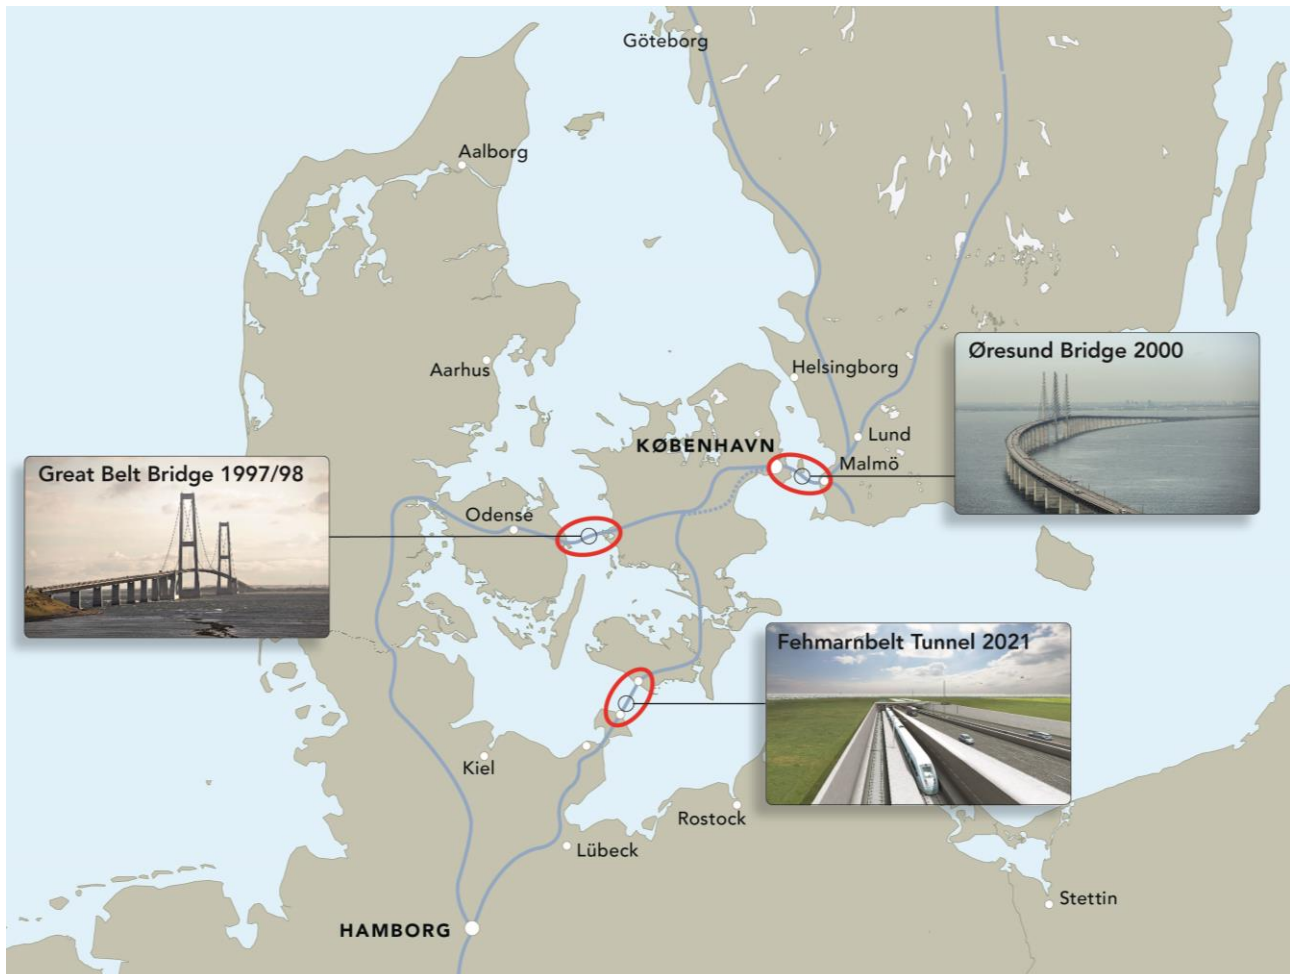 Göteborg
Aalborg
Øresund Bridge 2000
Aarhus
Helsingborg
KØBENHAVN
Lund
Malmö
Great Belt Bridge 1997/98
Odense
Fehmarnbelt Tunnel 2021
Kiel
Rostock
Lübeck
Stettin
HAMBORG